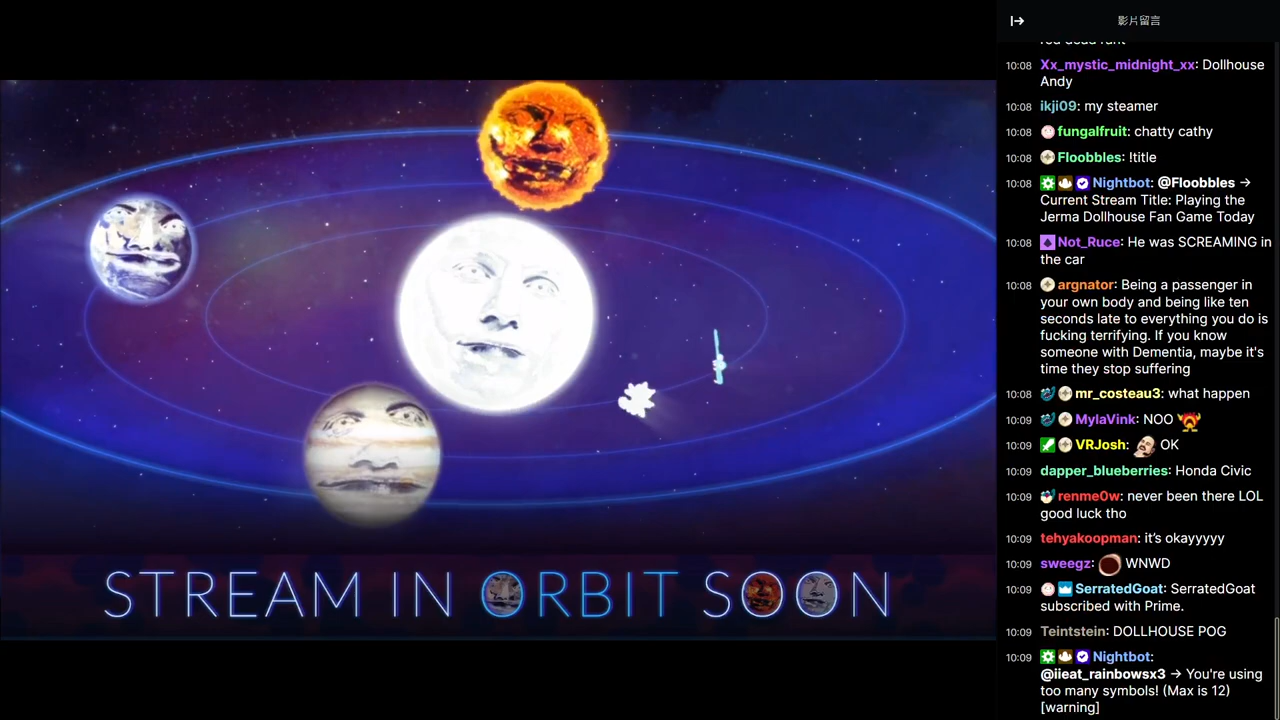 STREAM IN ORBIT SOON
影片留言
10:08 Xx_mystic_midnight_xx: Dollhouse
Andy
10:08 ikji09: my steamer
10:08 fungalfruit: chatty cathy
10:08 Floobbles: !title
10:08 Nightbot: @Floobbles →
Current Stream Title: Playing the
Jerma Dollhouse Fan Game Today
10:08 Not_Ruce: He was SCREAMING in
the car
10:08 argnator: Being a passenger in
your own body and being like ten
seconds late to everything you do is
fucking terrifying. If you know
someone with Dementia, maybe it's
time they stop suffering
10:08 mr_costeau3: what happen
10:09 MylaVink: NOO
10:09 VRJosh: OK
10:09 dapper_blueberries: Honda Civic
10:09 renme0w: never been there LOL
good luck tho
10:09 tehyakoopman: it’s okayyyyy
10:09 sweegz: WNWD
10:09 SerratedGoat: SerratedGoat
subscribed with Prime.
10:09 Teintstein: DOLLHOUSE POG
10:09 Nightbot:
@iieat_rainbowsx3 → You're using
too many symbols! (Max is 12)
[warning]